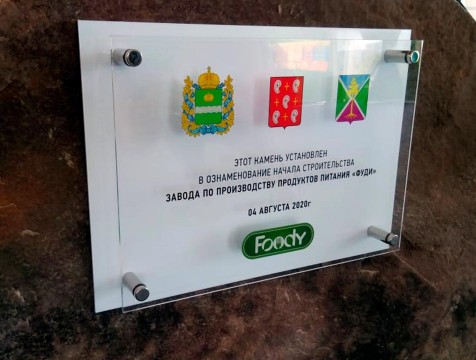 ЭТОТ КАМЕНЬ УСТАНОВЛЕН
В ОЗНАМЕНОВАНИЕ НАЧАЛА СТРОИТЕЛЬСТВА
ЗАВОДА ПО ПРОИЗВОДСТВУ ПРОДУКТОВ ПИТАНИЯ «ФУДИ»
04 АВГУСТА 2020г
Foody